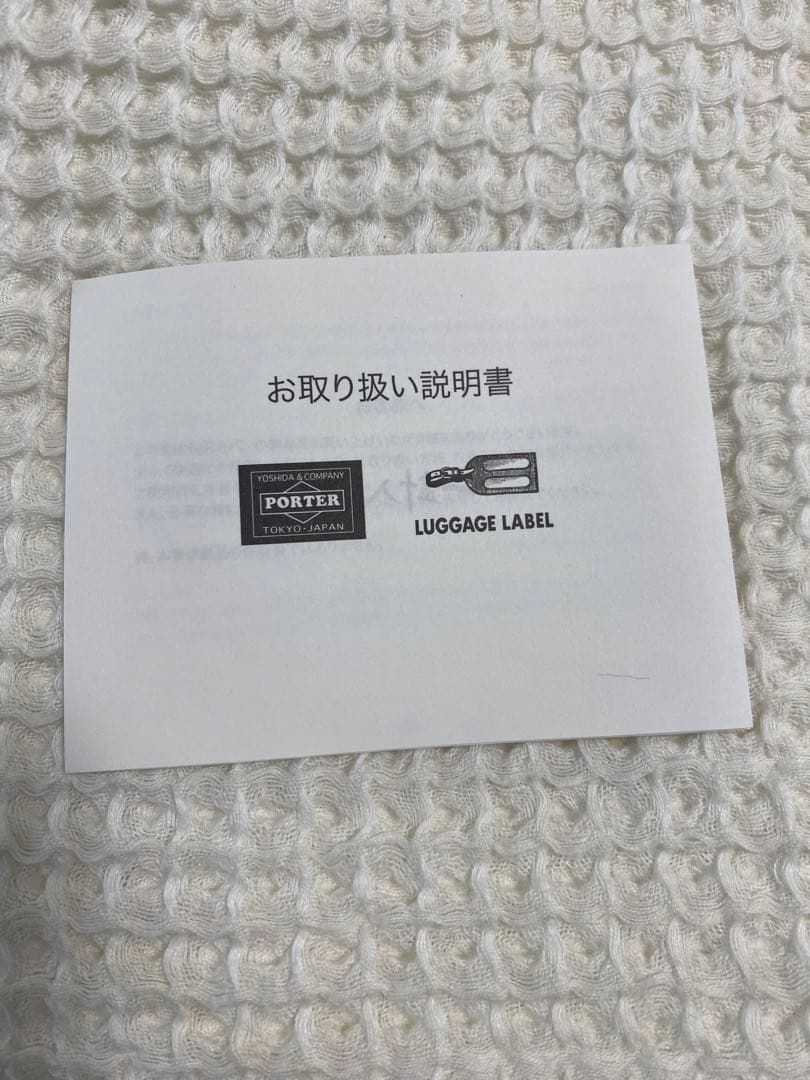 お取り扱い説明書
YOSHIDA & COMPANY
PORTER
TOKYO・JAPAN
LUGGAGE LABEL